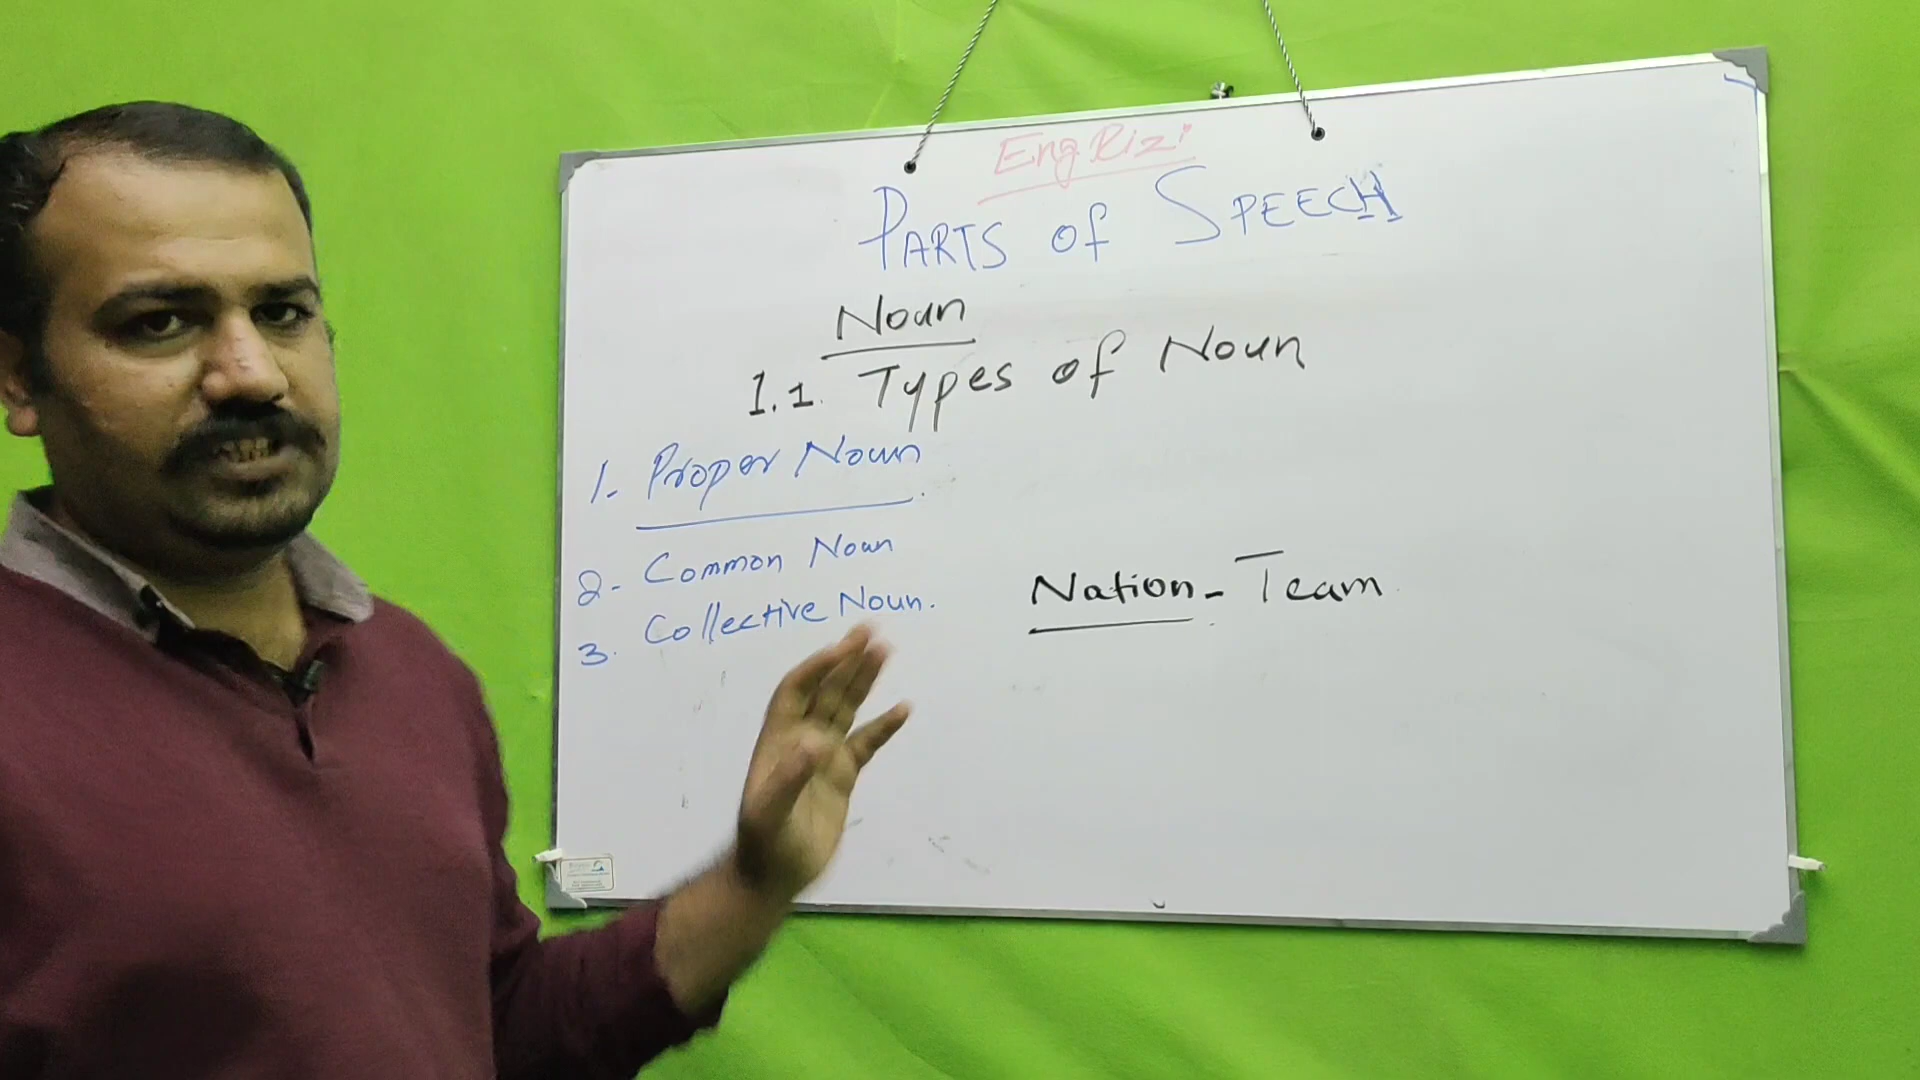 Eng Rizi
PARTS of SPEECH
Noun
1.1. Types of Noun
1- Proper Noun
2- Common Noun
3. Collective Noun.
Nation - Team